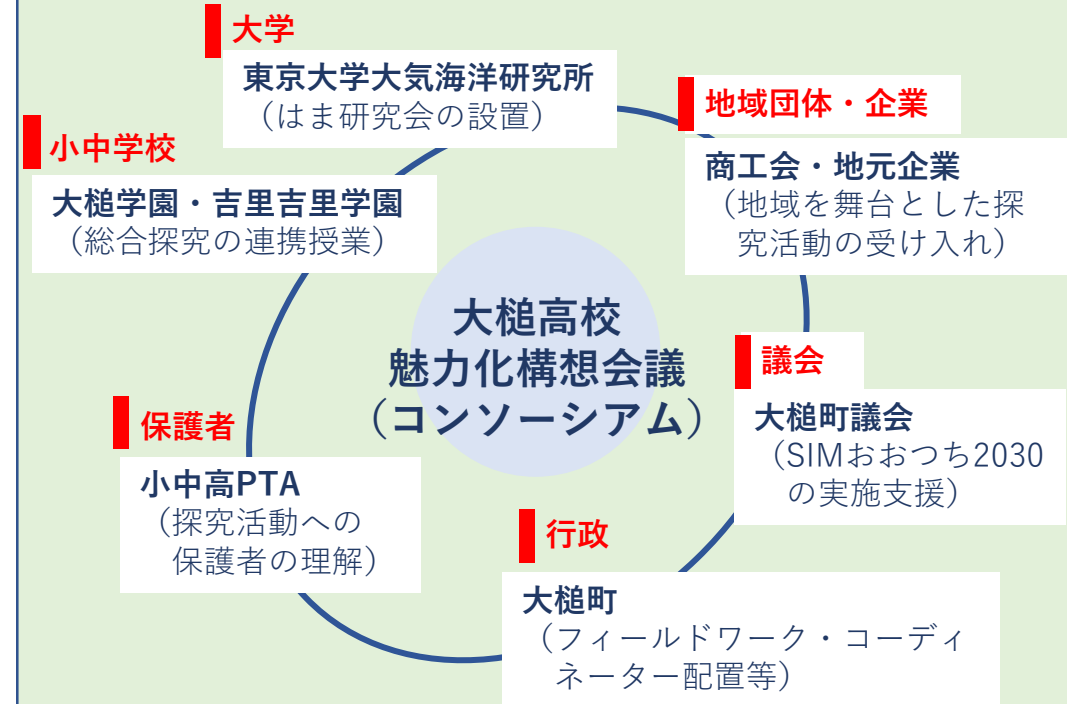 大学
東京大学大気海洋研究所
（はま研究会の設置）
地域団体・企業
商工会・地元企業
（地域を舞台とした探
究活動の受け入れ）
小中学校
大槌学園・吉里吉里学園
（総合探究の連携授業）
大槌高校
魅力化構想会議
（コンソーシアム）
議会
大槌町議会
（SIMおおつち2030
の実施支援）
保護者
小中高PTA
（探究活動への
保護者の理解）
行政
大槌町
（フィールドワーク・コーディ
ネーター配置等）